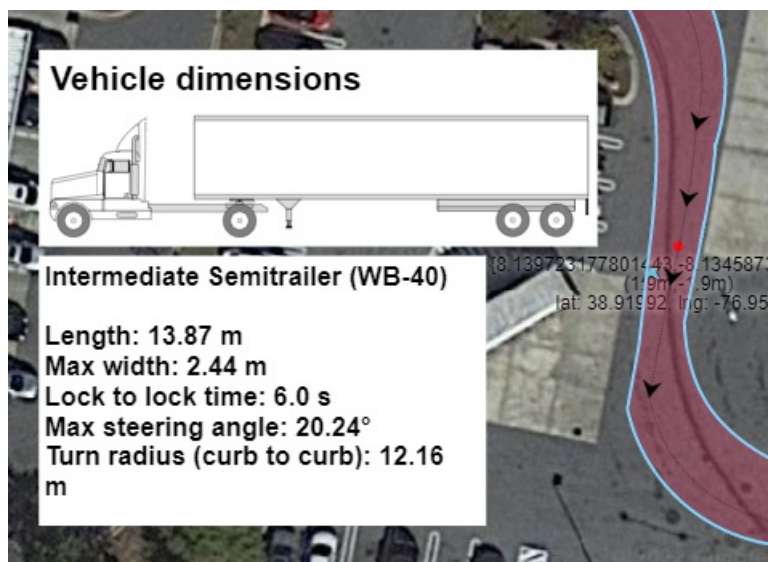 Vehicle dimensions
Intermediate Semitrailer (WB-40)
Length: 13.87 m
Max width: 2.44 m
Lock to lock time: 6.0 s
Max steering angle: 20.24°
Turn radius (curb to curb): 12.16
m
lat: 38.91992, lng: -76.95